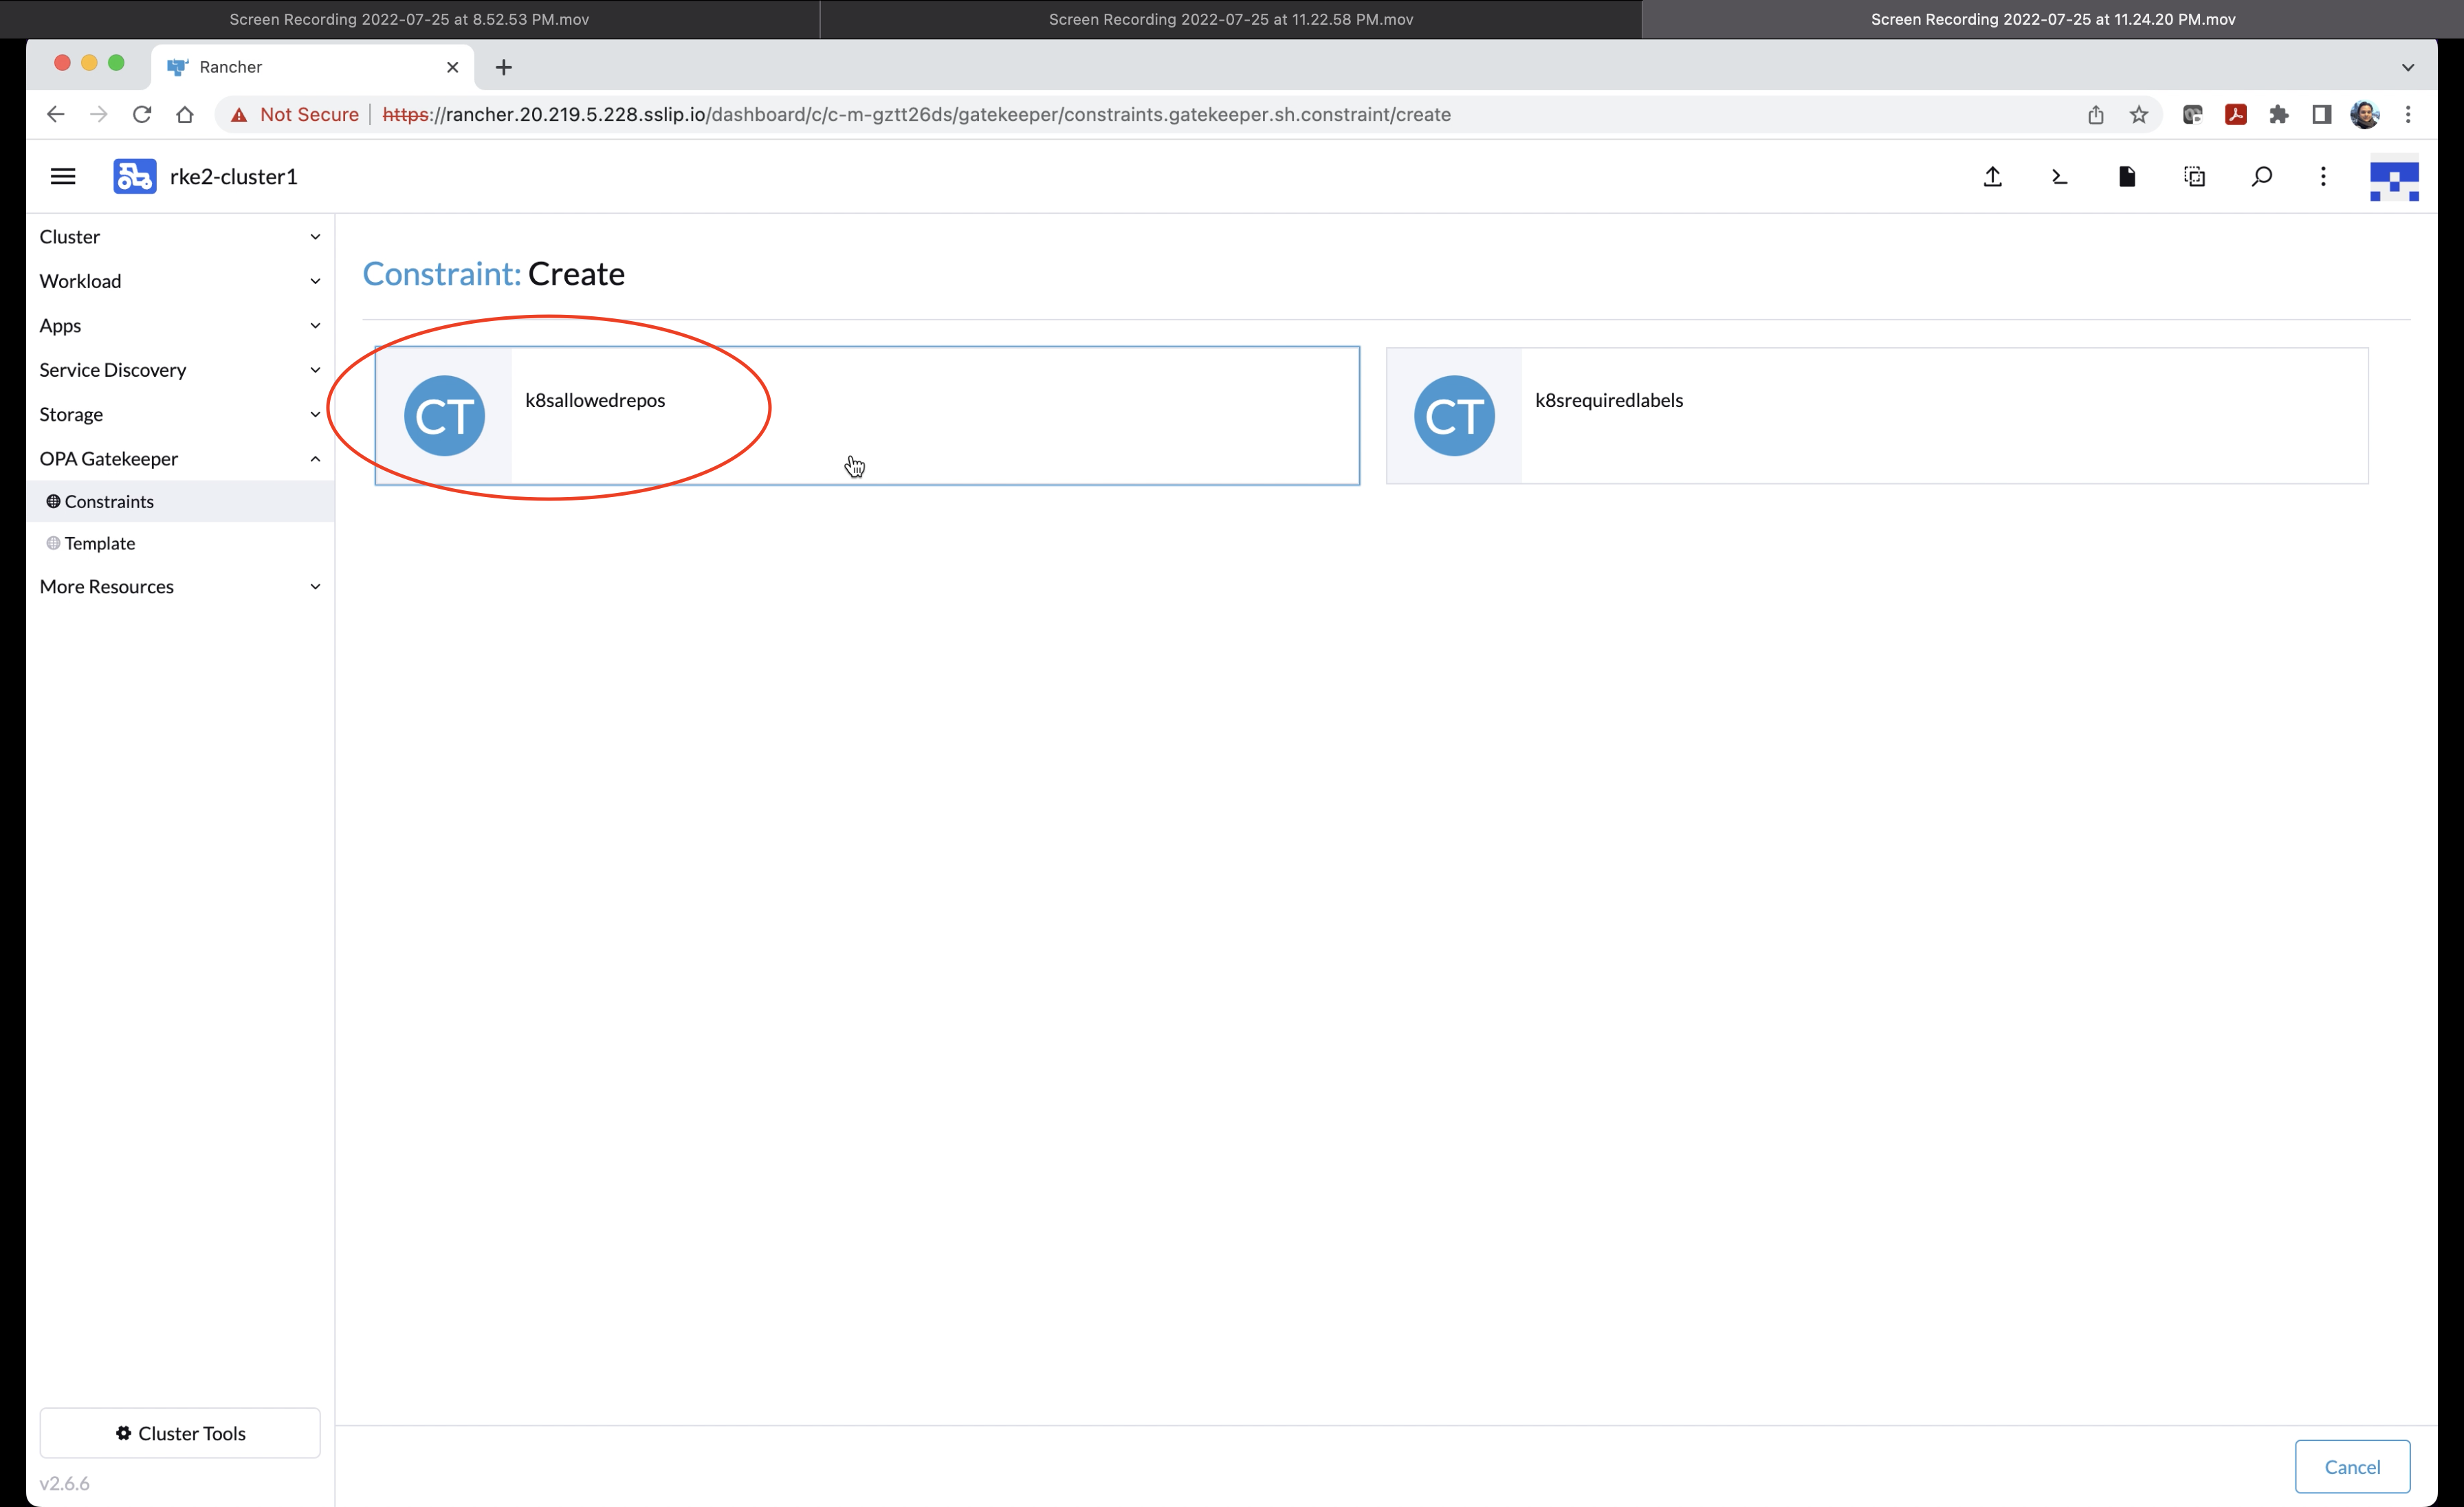 Screen Recording 2022-07-25 at 8.52.53 PM.mov
Screen Recording 2022-07-25 at 11.22.58 PM.mov
Screen Recording 2022-07-25 at 11.24.20 PM.mov
Rancher
Not Secure
https://rancher.20.219.5.228.sslip.io/dashboard/c/c-m-gztt26ds/gatekeeper/constraints.gatekeeper.sh.constraint/create
rke2-cluster1
Cluster
Workload
Apps
Service Discovery
Storage
OPA Gatekeeper
Constraints
Template
More Resources
Constraint: Create
CT
k8sallowedrepos
CT
k8srequiredlabels
Cluster Tools
v2.6.6
Cancel